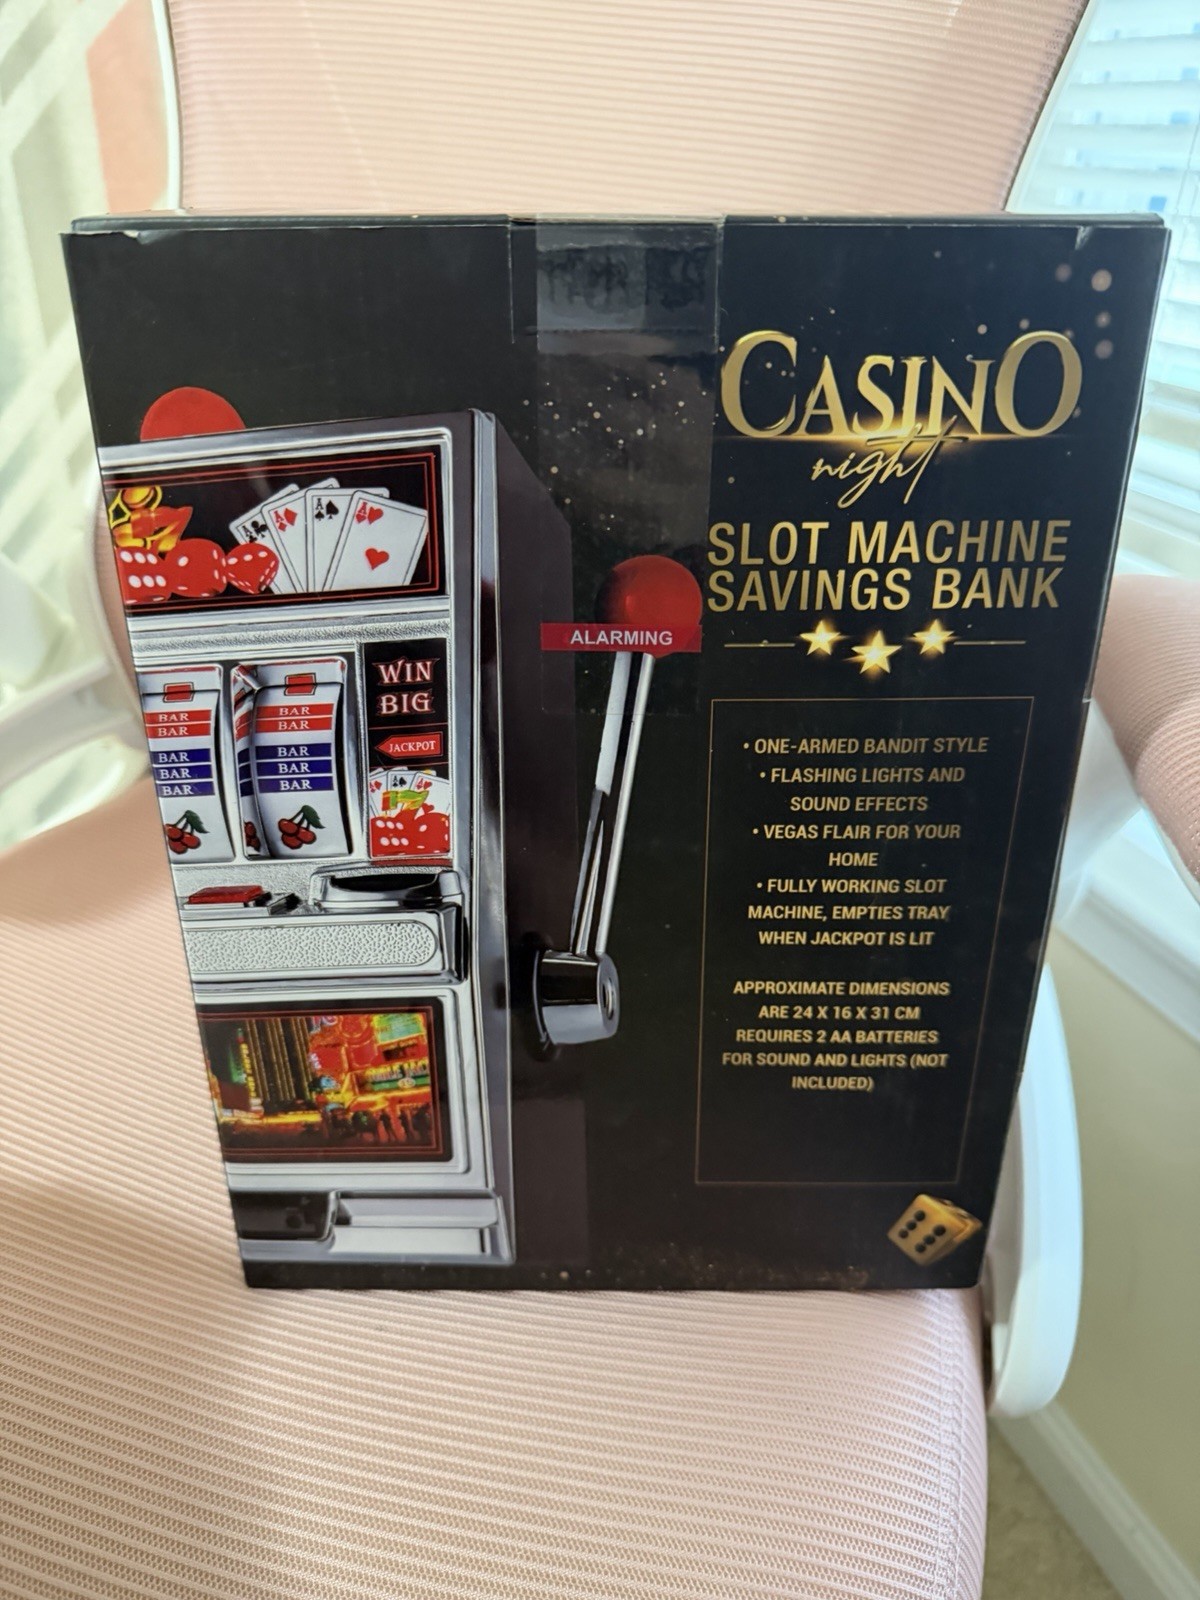 CASINO
night
SLOT MACHINE
SAVINGS BANK
ALARMING
WIN
BIG
JACKPOT
BAR
BAR
BAR
BAR
BAR
BAR
BAR
BAR
BAR
BAR
• ONE-ARMED BANDIT STYLE
• FLASHING LIGHTS AND
SOUND EFFECTS
• VEGAS FLAIR FOR YOUR
HOME
• FULLY WORKING SLOT
MACHINE, EMPTIES TRAY
WHEN JACKPOT IS LIT
APPROXIMATE DIMENSIONS
ARE 24 X 16 X 31 CM
REQUIRES 2 AA BATTERIES
FOR SOUND AND LIGHTS (NOT
INCLUDED)
A
A
A
A